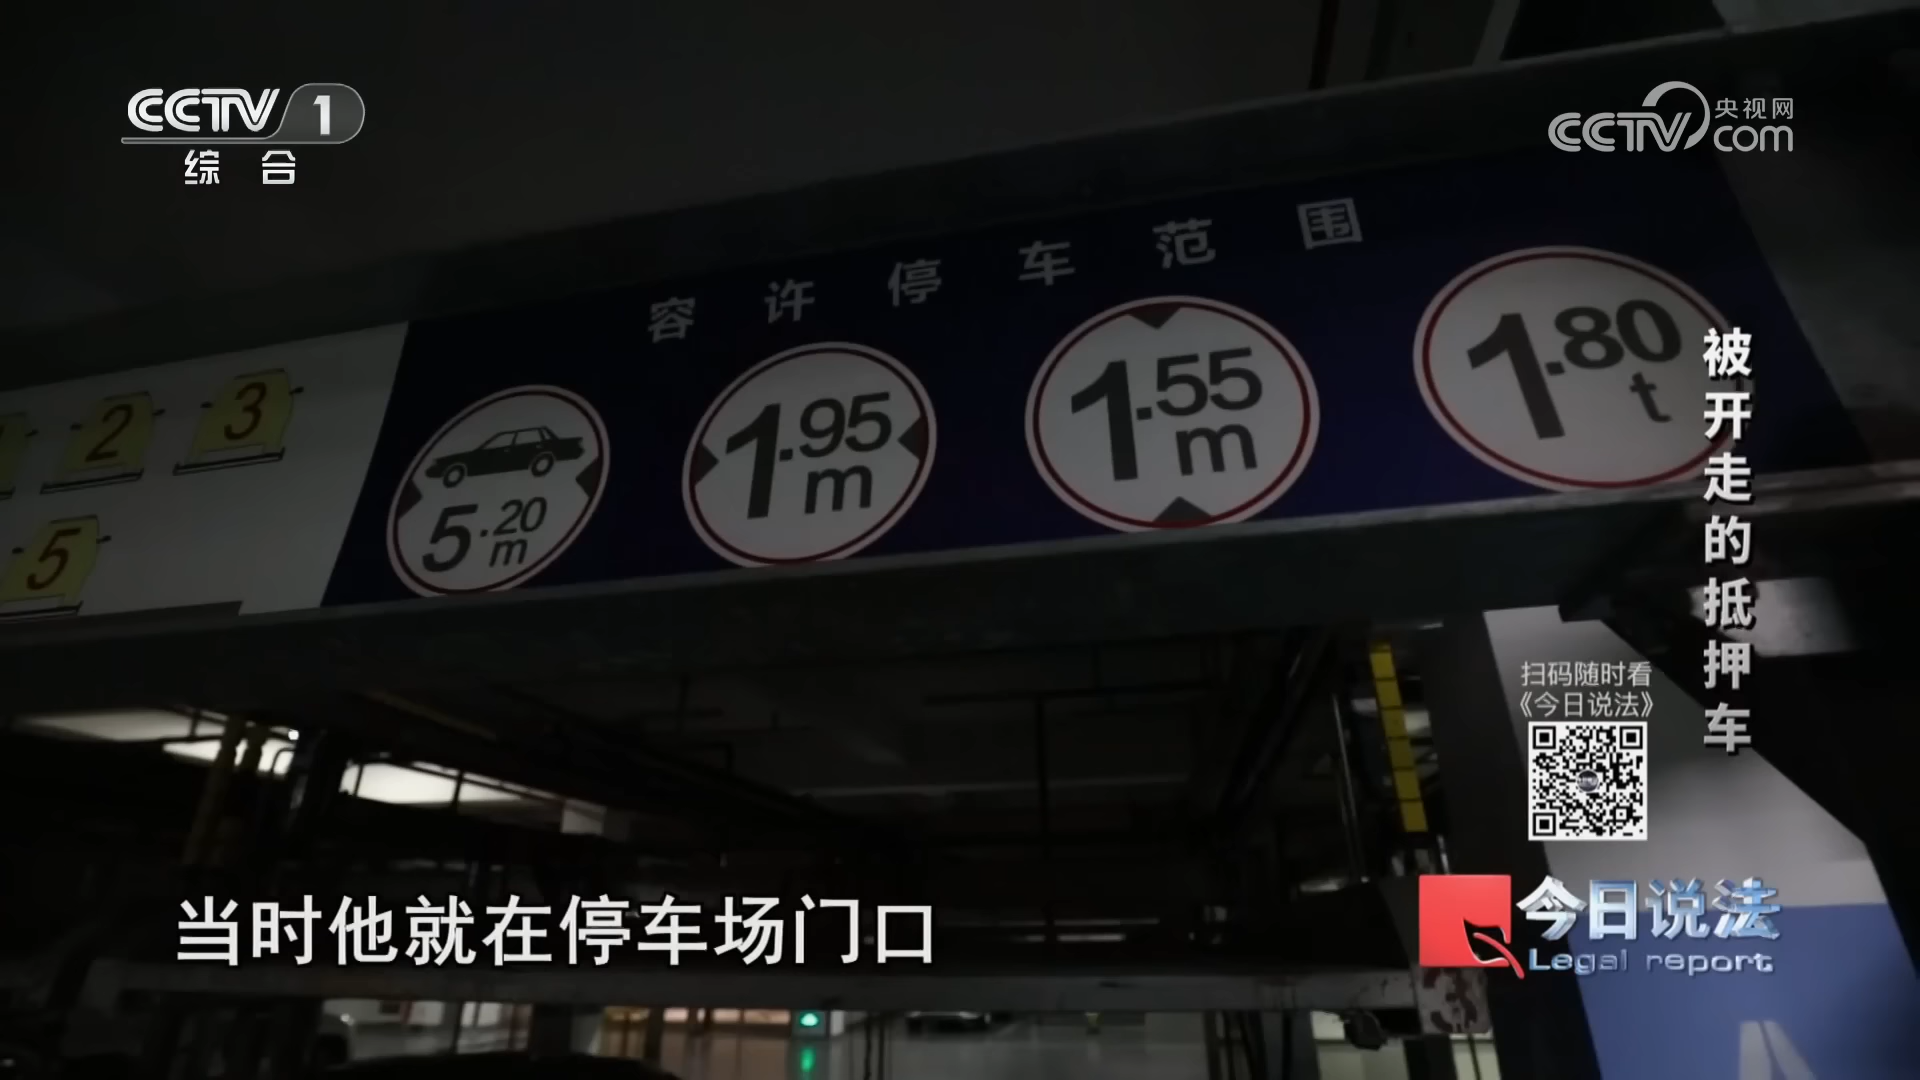 CCTV 1
综 合
央视网
CCTV com
容许停车范围
2 3
5
5.20 m
1.95 m
1.55 m
1.80 t
被开走的抵押车
扫码随时看
《今日说法》
今日说法
Legal report
当时他就在停车场门口